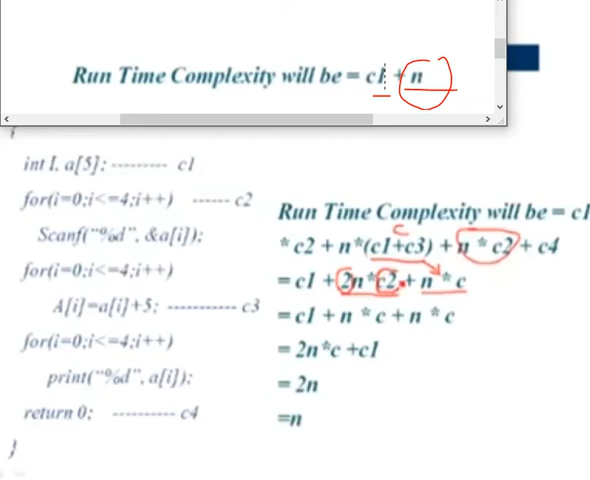 Run Time Complexity will be = c1 + n
{
int I, a[5]; --------- c1
for(i=0;i<=4;i++) ------ c2
Scanf("%d", &a[i]);
for(i=0;i<=4;i++)
A[i]=a[i]+5; ----------- c3
for(i=0;i<=4;i++)
print("%d", a[i]);
return 0; ---------- c4
}
Run Time Complexity will be = c1
c
* c2 + n*(c1+c3) + n * c2 + c4
= c1 + 2n*c2 + n * c
= c1 + n * c + n * c
= 2n*c +c1
= 2n
=n